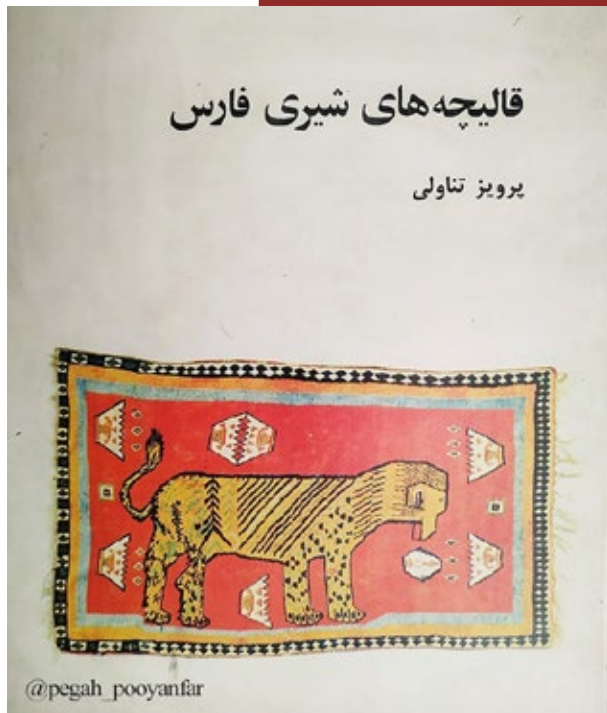 قالیچه‌های شیری فارس
پرویز تناولی
@pegah_pooyanfar